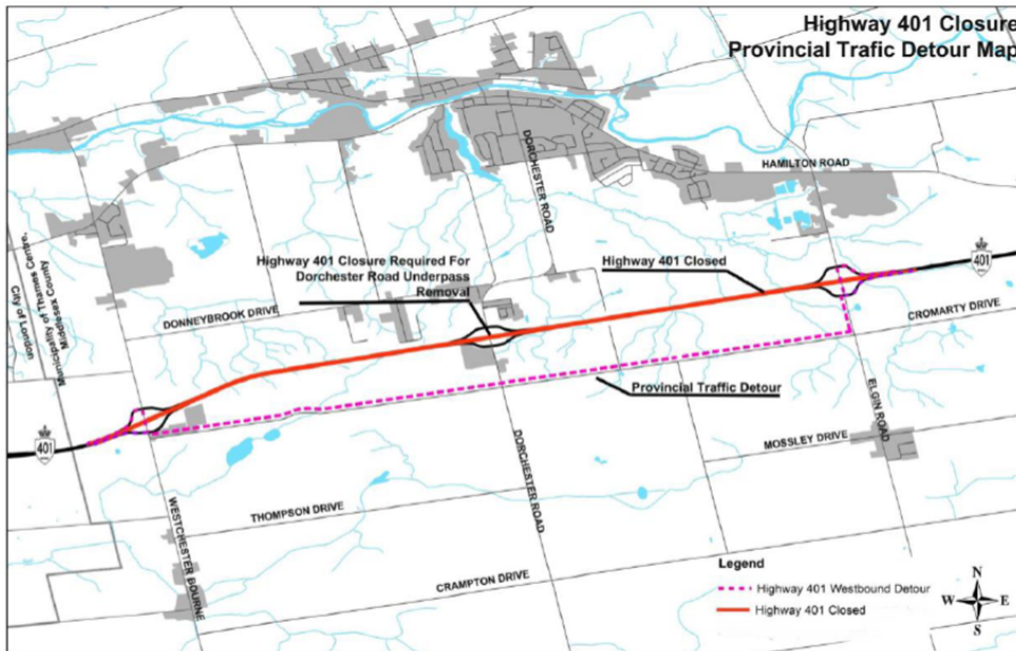 Highway 401 Closure
Provincial Trafic Detour Map
DORCHESTER ROAD
HAMILTON ROAD
Highway 401 Closure Required For
Dorchester Road Underpass
Removal
Highway 401 Closed
401
City of London
Municipality of Thames Centre,
Middlesex County
DONNEYBROOK DRIVE
CROMARTY DRIVE
Provincial Traffic Detour
ELGIN ROAD
401
MOSSLEY DRIVE
WESTCHESTER BOURNE
THOMPSON DRIVE
DORCHESTER ROAD
CRAMPTON DRIVE
Legend
Highway 401 Westbound Detour
Highway 401 Closed
N
W
E
S